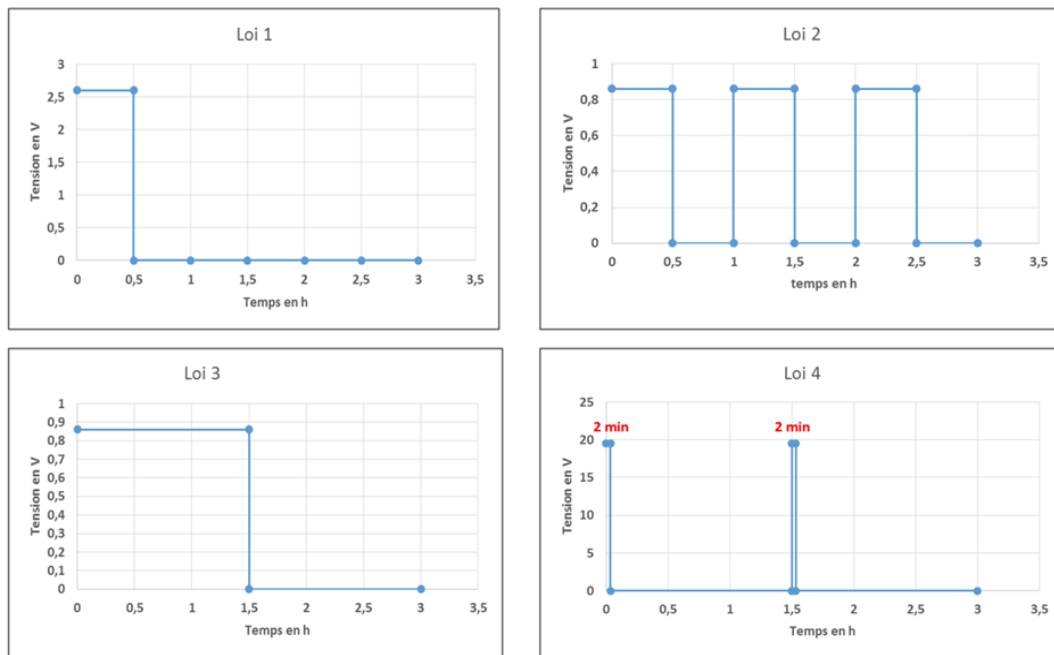 Loi 1
Tension en V
3
2,5
2
1,5
1
0,5
0
0 0,5 1 1,5 2 2,5 3 3,5
Temps en h
Loi 2
Tension en V
1
0,8
0,6
0,4
0,2
0
0 0,5 1 1,5 2 2,5 3 3,5
temps en h
Loi 3
Tension en V
1
0,9
0,8
0,7
0,6
0,5
0,4
0,3
0,2
0,1
0
0 0,5 1 1,5 2 2,5 3 3,5
Temps en h
Loi 4
Tension en V
25
20
15
10
5
0
2 min 2 min
0 0,5 1 1,5 2 2,5 3 3,5
Temps en h